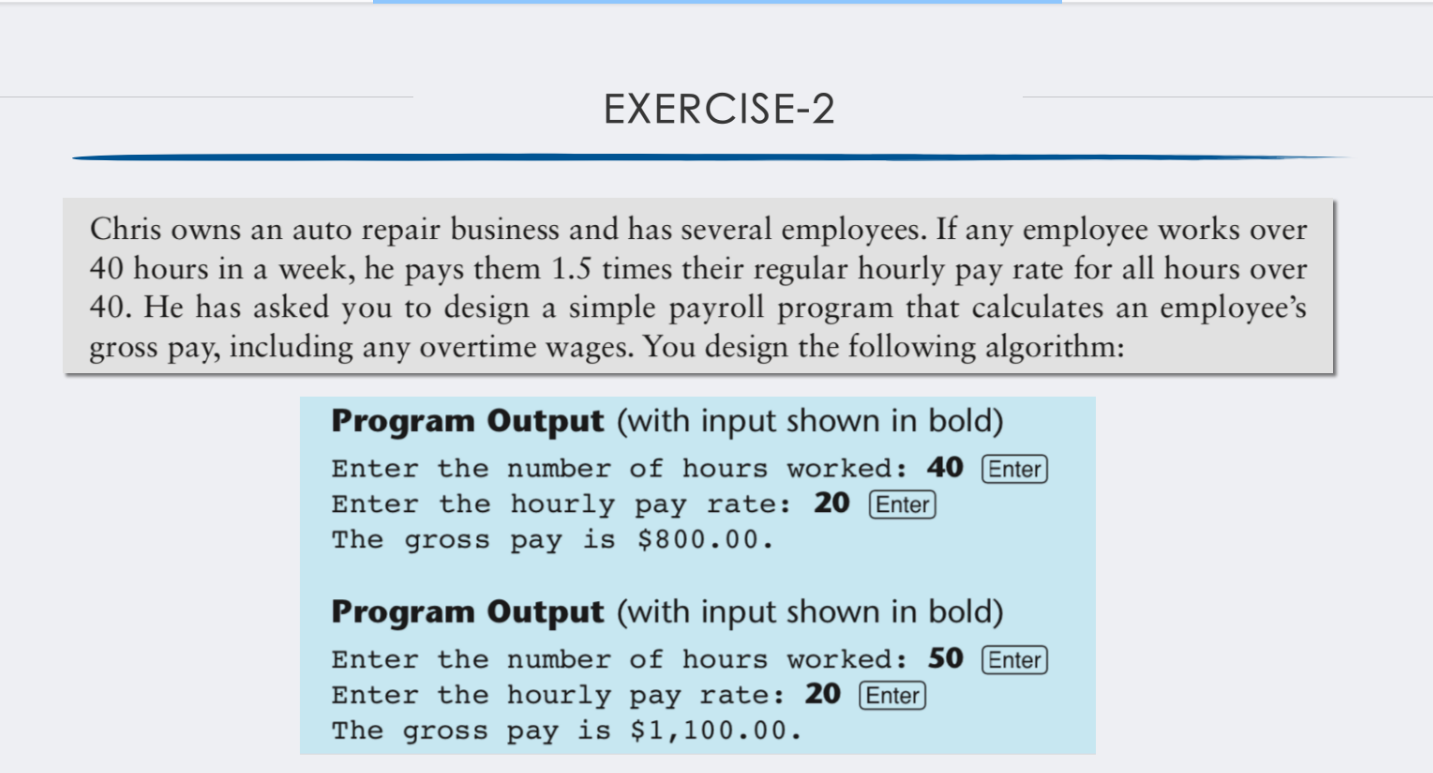 EXERCISE-2
Chris owns an auto repair business and has several employees. If any employee works over
40 hours in a week, he pays them 1.5 times their regular hourly pay rate for all hours over
40. He has asked you to design a simple payroll program that calculates an employee’s
gross pay, including any overtime wages. You design the following algorithm:
Program Output (with input shown in bold)
Enter the number of hours worked: 40 Enter
Enter the hourly pay rate: 20 Enter
The gross pay is $800.00.
Program Output (with input shown in bold)
Enter the number of hours worked: 50 Enter
Enter the hourly pay rate: 20 Enter
The gross pay is $1,100.00.